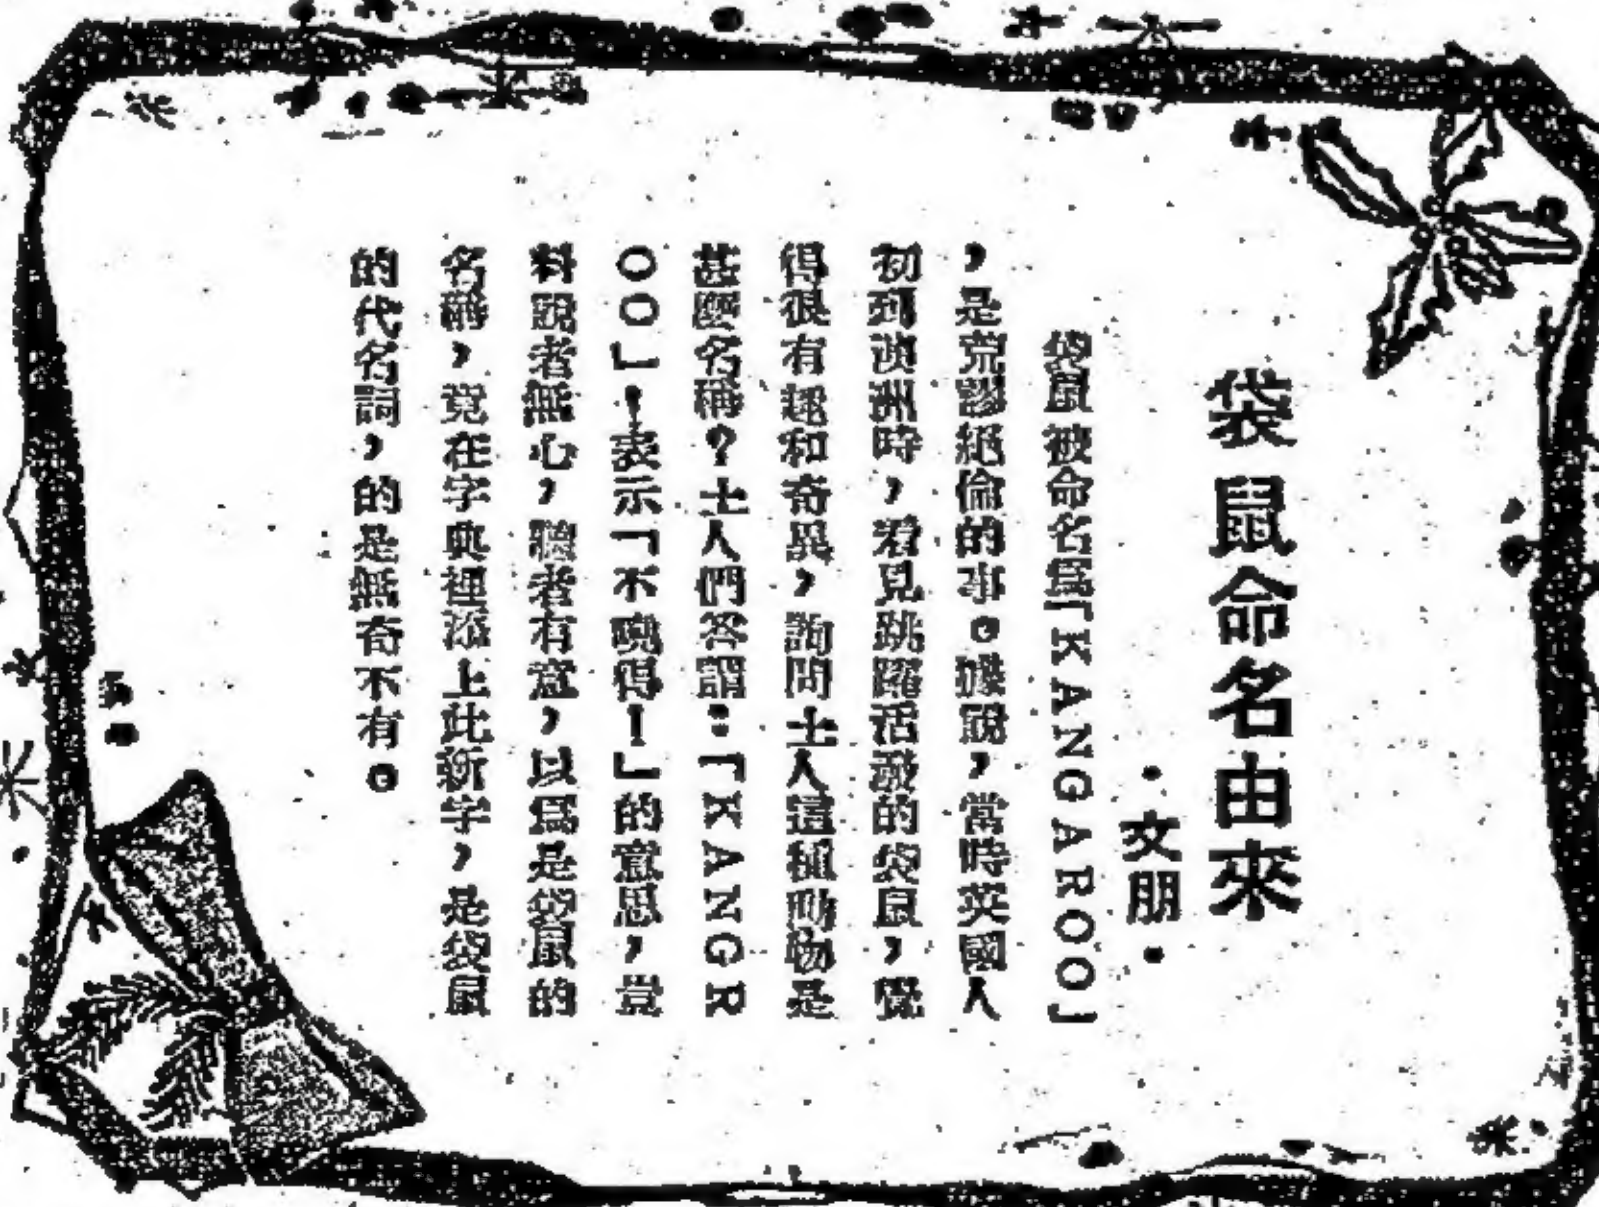 袋鼠命名由來
·文朋·
袋鼠被命名爲「KANGAROO」
，是荒謬絕倫的事。據說，當時英國人
初到澳洲時，看見跳躍活潑的袋鼠，覺
得很有趣和奇異，詢問土人這種動物是
甚麽名稱？土人們答謂：「KANGR
OO」！表示「不曉得！」的意思，豈
料說者無心，聽者有意，以爲是袋鼠的
名稱，竟在字典裡添上此新字，是袋鼠
的代名詞，的是無奇不有。